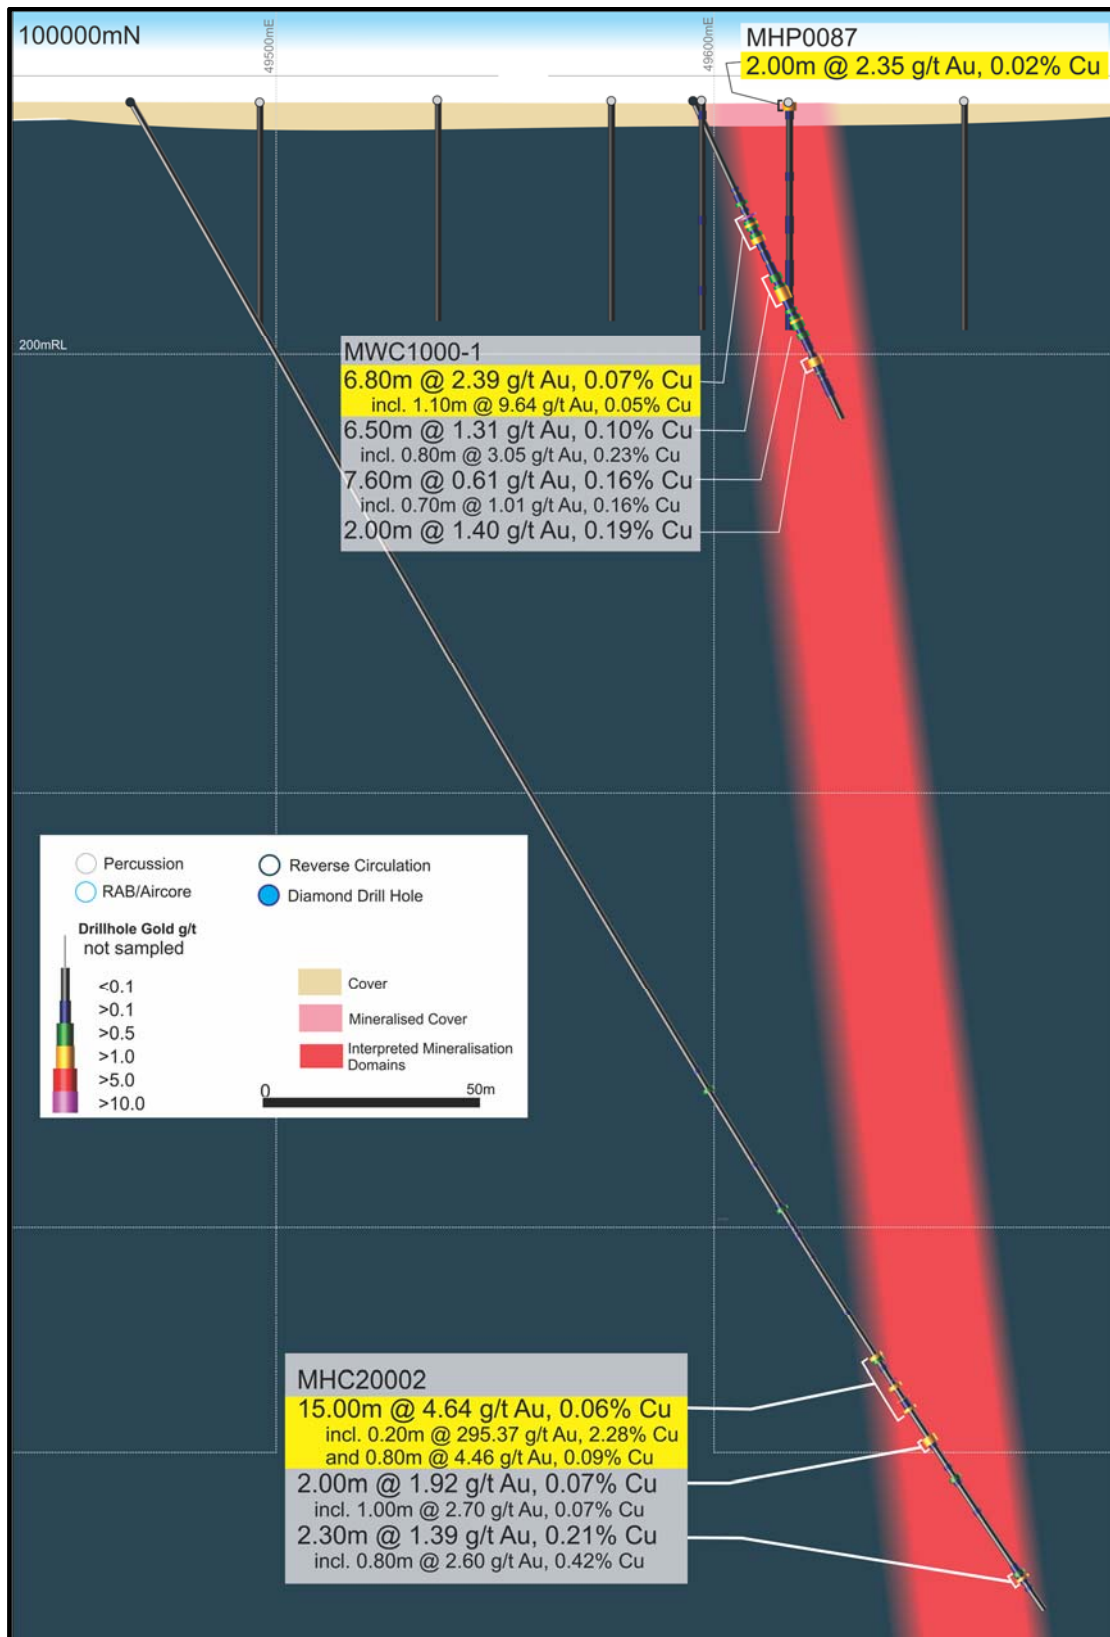 100000mN
49500mE
49600mE
MHP0087
2.00m @ 2.35 g/t Au, 0.02% Cu
200mRL
MWC1000-1
6.80m @ 2.39 g/t Au, 0.07% Cu
incl. 1.10m @ 9.64 g/t Au, 0.05% Cu
6.50m @ 1.31 g/t Au, 0.10% Cu
incl. 0.80m @ 3.05 g/t Au, 0.23% Cu
7.60m @ 0.61 g/t Au, 0.16% Cu
incl. 0.70m @ 1.01 g/t Au, 0.16% Cu
2.00m @ 1.40 g/t Au, 0.19% Cu
Percussion
Reverse Circulation
RAB/Aircore
Diamond Drill Hole
Drillhole Gold g/t
not sampled
<0.1
>0.1
>0.5
>1.0
>5.0
>10.0
Cover
Mineralised Cover
Interpreted Mineralisation
Domains
0 50m
MHC20002
15.00m @ 4.64 g/t Au, 0.06% Cu
incl. 0.20m @ 295.37 g/t Au, 2.28% Cu
and 0.80m @ 4.46 g/t Au, 0.09% Cu
2.00m @ 1.92 g/t Au, 0.07% Cu
incl. 1.00m @ 2.70 g/t Au, 0.07% Cu
2.30m @ 1.39 g/t Au, 0.21% Cu
incl. 0.80m @ 2.60 g/t Au, 0.42% Cu